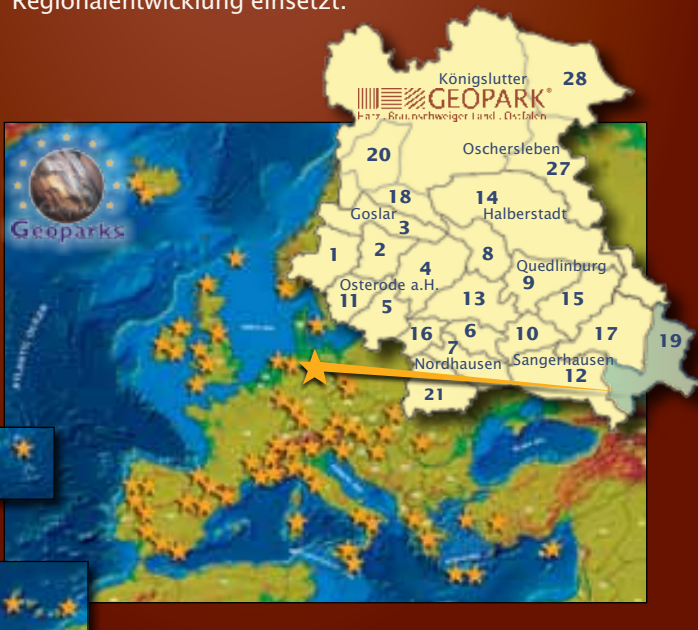 Regionalentwicklung einsetzt.
Königslutter
28
GEOPARK®
Harz . Braunschweiger Land . Ostfalen
20
Oschersleben
27
18
14
Goslar
Halberstadt
3
Geoparks
1
2
8
4
Quedlinburg
9
Osterode a.H.
11
5
13
15
16
6
10
17
19
7
Nordhausen
Sangerhausen
12
21